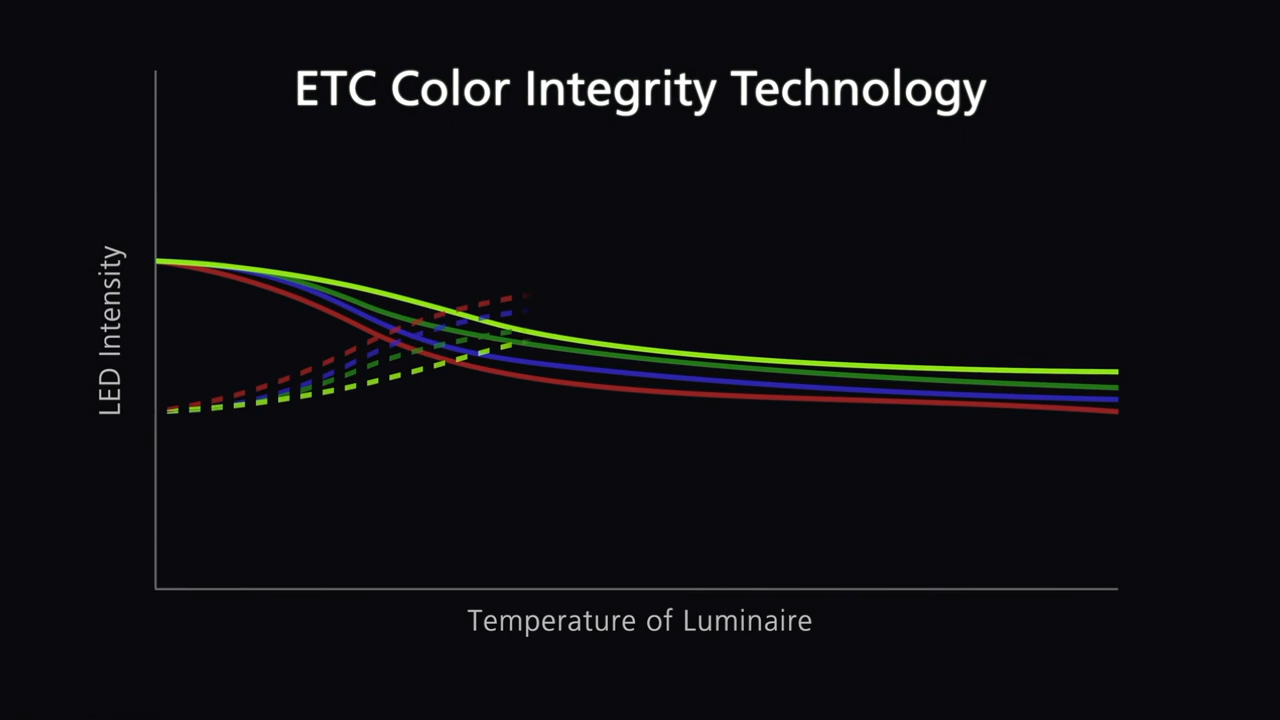 ETC Color Integrity Technology
LED Intensity
Temperature of Luminaire